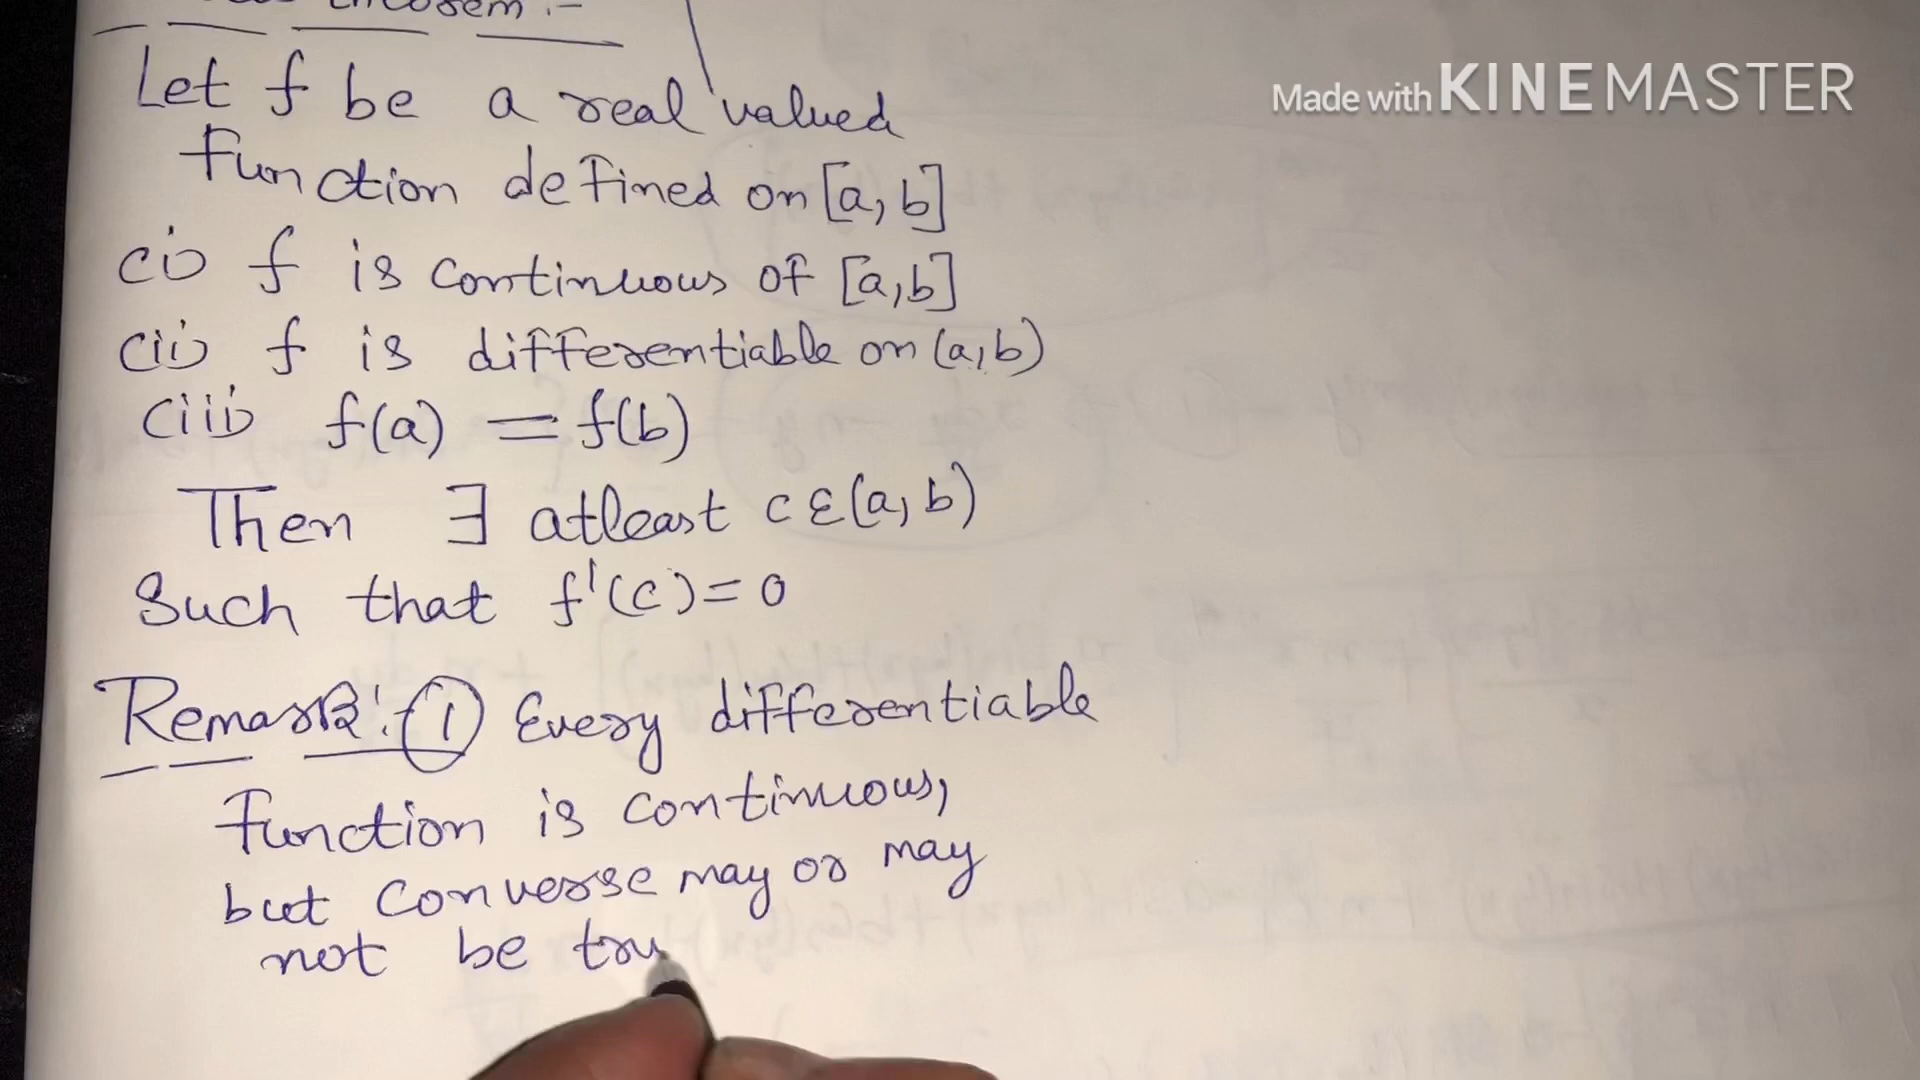 theorem :-
Let f be a real valued
function defined on [a, b]
(i) f is continuous of [a,b]
(ii) f is differentiable on (a,b)
(iii) f(a) = f(b)
Then ∃ atleast c ε (a, b)
Such that f'(c) = 0
Remark :- ① Every differentiable
function is continuous,
but converse may or may
not be tru
Made with KINEMASTER